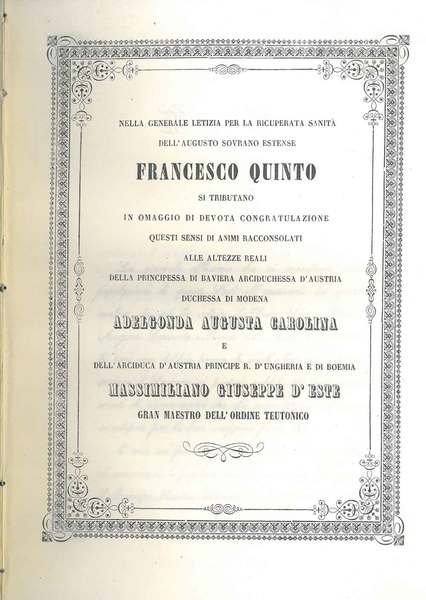 NELLA GENERALE LETIZIA PER LA RICUPERATA SANITÀ
DELL'AUGUSTO SOVRANO ESTENSE
FRANCESCO QUINTO
SI TRIBUTANO
IN OMAGGIO DI DEVOTA CONGRATULAZIONE
QUESTI SENSI DI ANIMI RACCONSOLATI
ALLE ALTEZZE REALI
DELLA PRINCIPESSA DI BAVIERA ARCIDUCHESSA D'AUSTRIA
DUCHESSA DI MODENA
ADELGONDA AUGUSTA CAROLINA
E
DELL'ARCIDUCA D'AUSTRIA PRINCIPE R. D'UNGHERIA E DI BOEMIA
MASSIMILIANO GIUSEPPE D'ESTE
GRAN MAESTRO DELL'ORDINE TEUTONICO